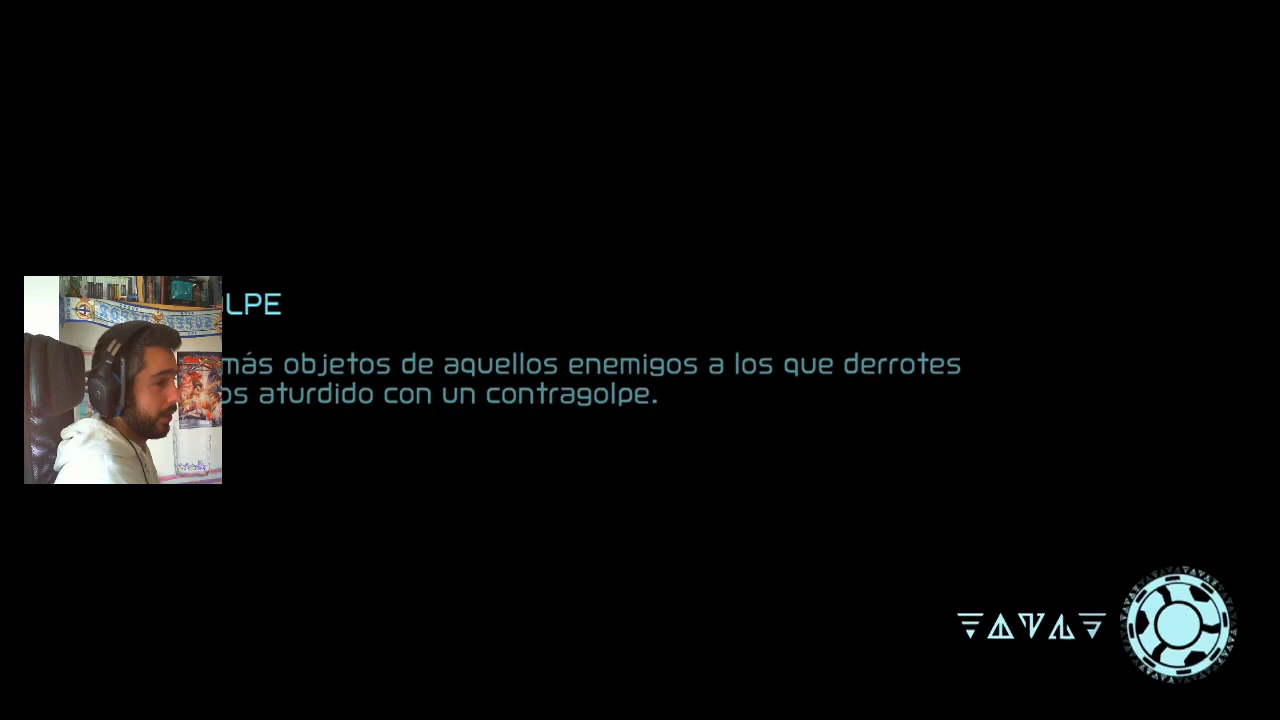 LPE
más objetos de aquellos enemigos a los que derrotes
os aturdido con un contragolpe.